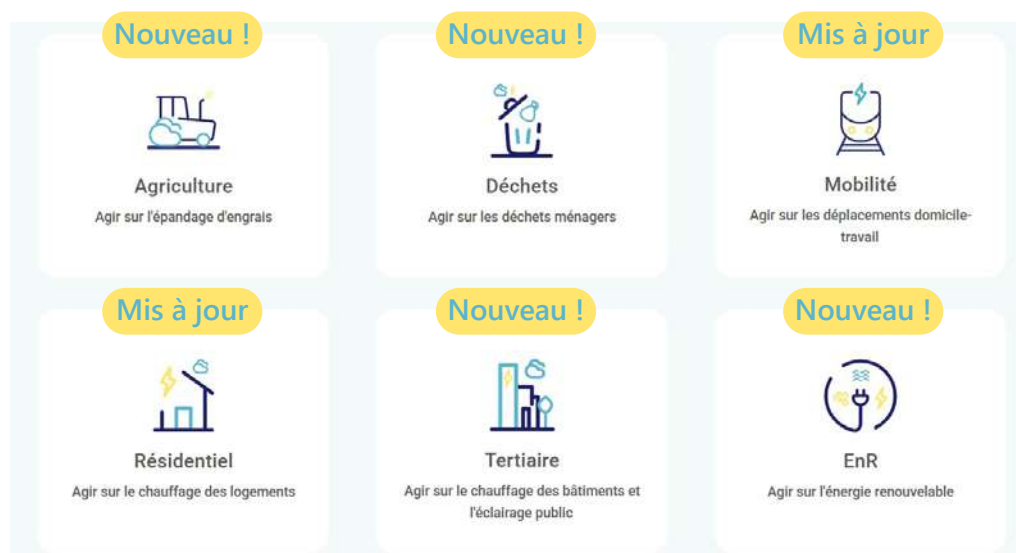 Nouveau !
Nouveau !
Mis à jour
Agriculture
Agir sur l'épandage d'engrais
Déchets
Agir sur les déchets ménagers
Mobilité
Agir sur les déplacements domicile-
travail
Mis à jour
Nouveau !
Nouveau !
Résidentiel
Agir sur le chauffage des logements
Tertiaire
Agir sur le chauffage des bâtiments et
l'éclairage public
EnR
Agir sur l'énergie renouvelable